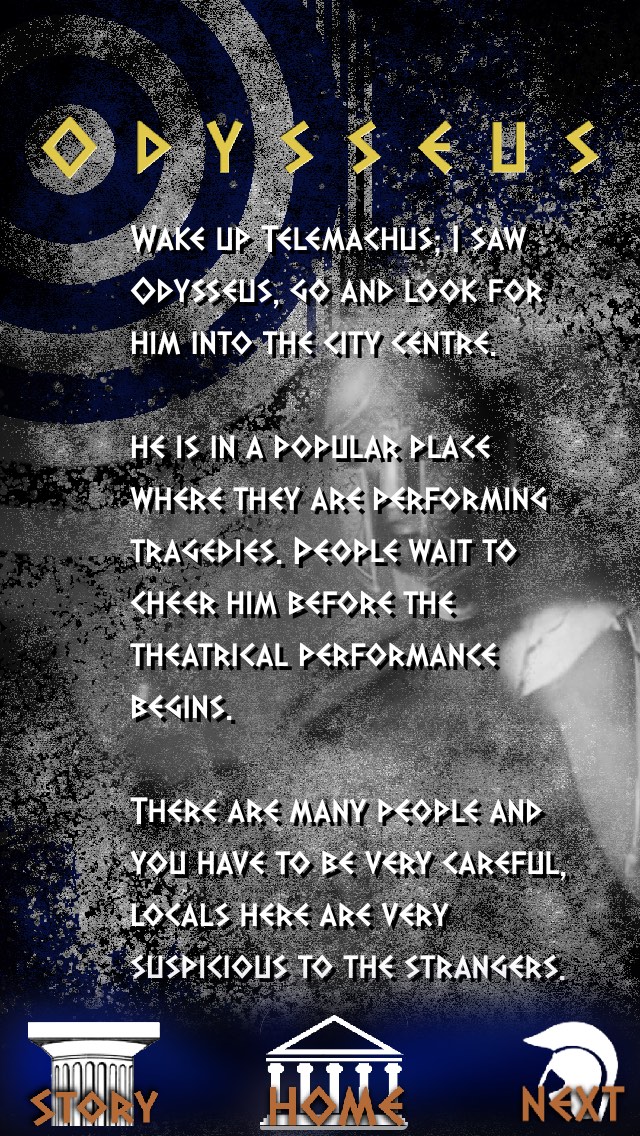 Odysseus
Wake up Telemachus; I saw
Odysseus, go and look for
him into the city centre.
he is in a popular place
where they are performing
tragedies. People wait to
cheer him before the
theatrical performance
begins.
There are many people and
you have to be very careful,
locals here are very
suspicious to the strangers.
Story
Home
Next